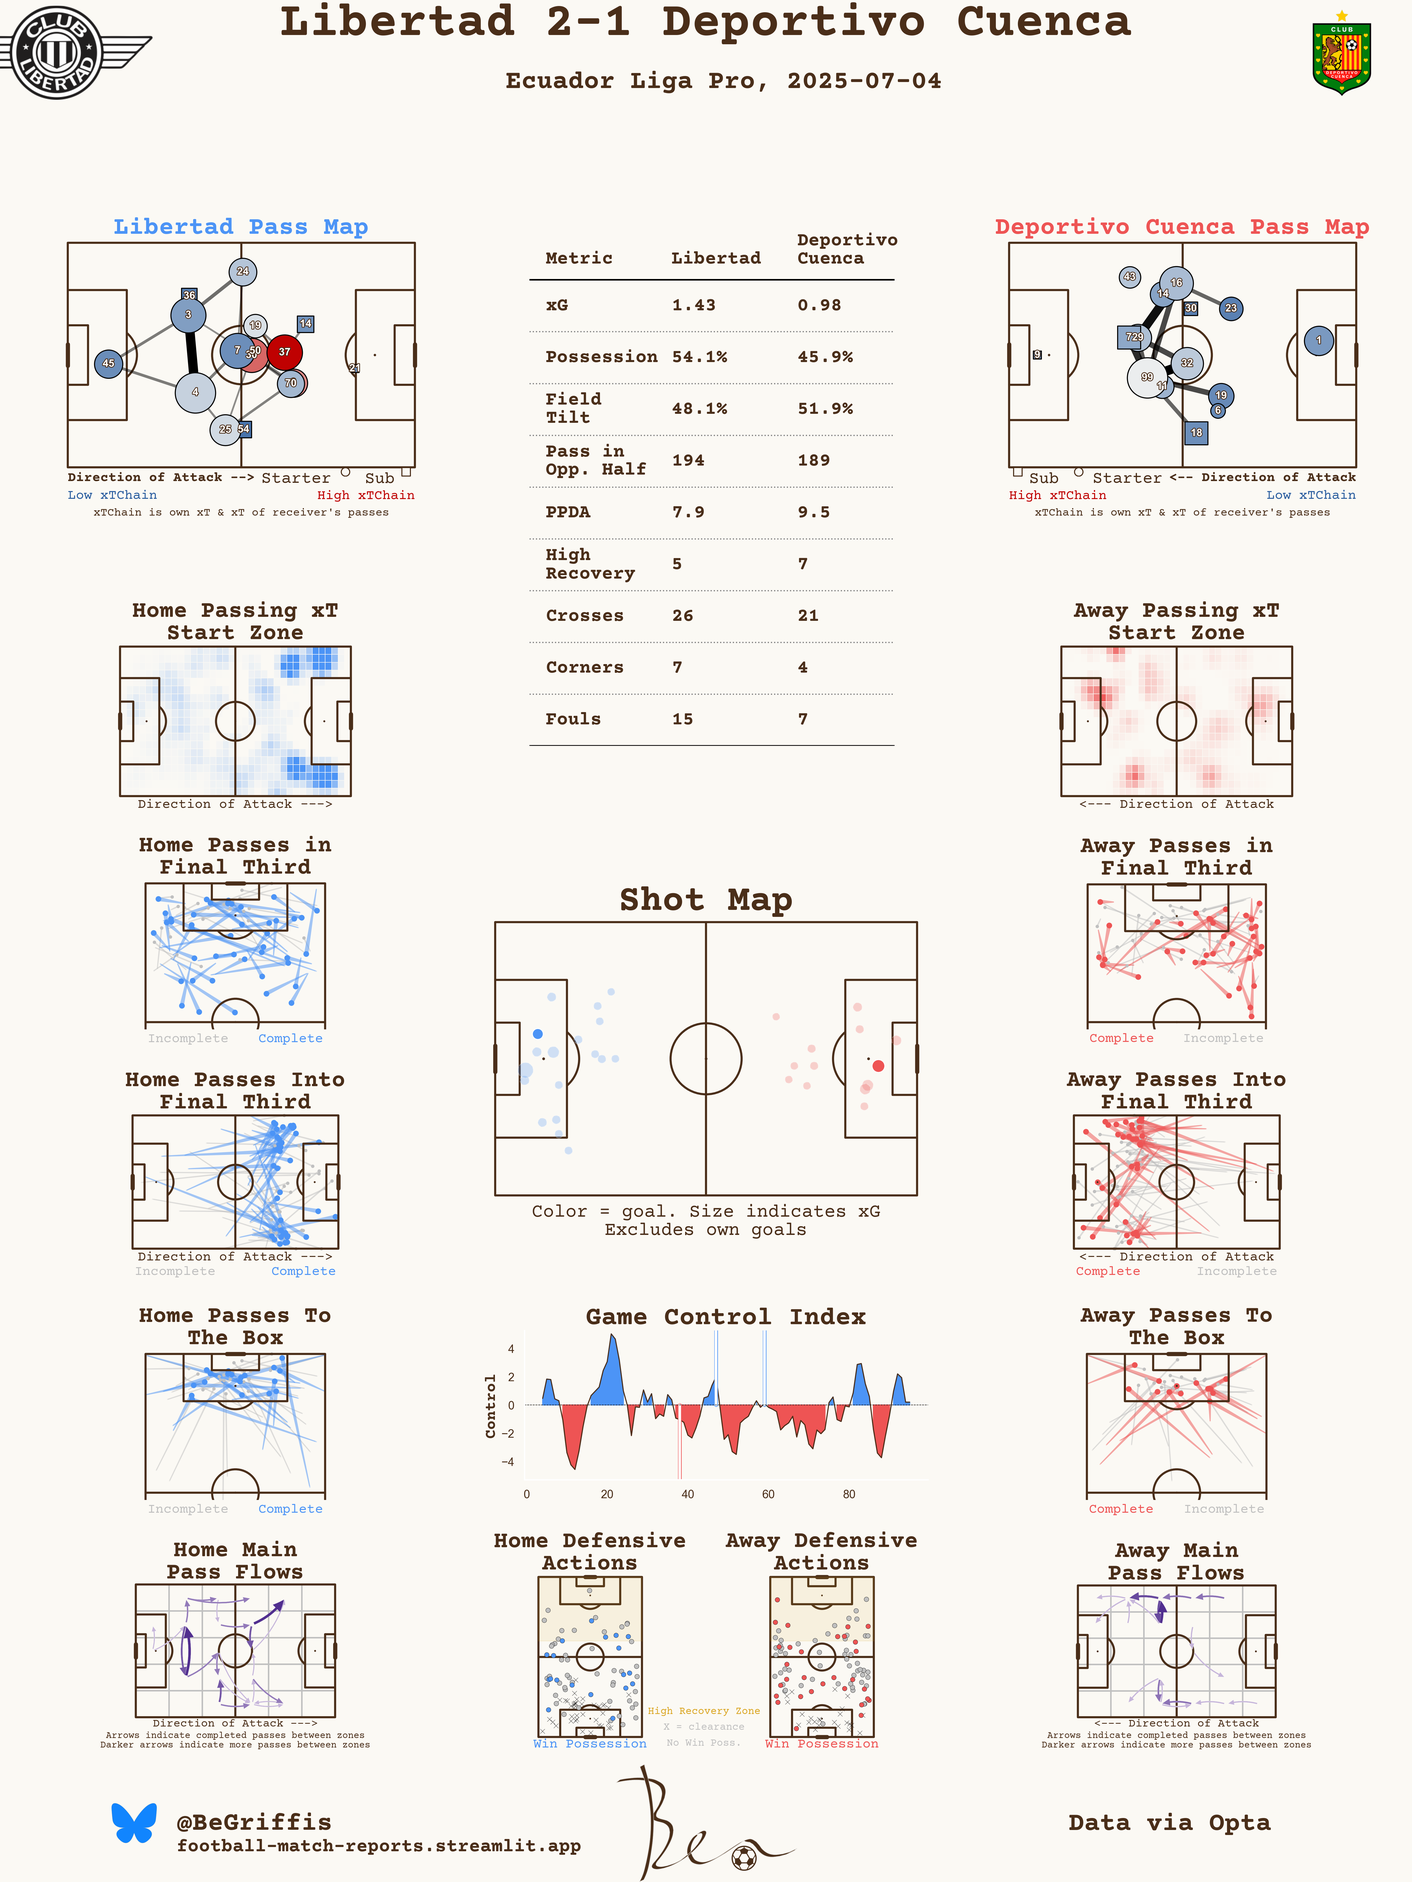 Libertad 2-1 Deportivo Cuenca
Ecuador Liga Pro, 2025-07-04
CLUB
LIBERTAD
CLUB
DEPORTIVO
CUENCA
Libertad Pass Map
24
36
3
19
14
7
50
37
45
21
70
4
25
54
Direction of Attack --> Starter Sub
Low xTChain High xTChain
xTChain is own xT & xT of receiver's passes
Metric Libertad Deportivo Cuenca
xG 1.43 0.98
Possession 54.1% 45.9%
Field Tilt 48.1% 51.9%
Pass in Opp. Half 194 189
PPDA 7.9 9.5
High Recovery 5 7
Crosses 26 21
Corners 7 4
Fouls 15 7
Deportivo Cuenca Pass Map
43
16
14
30
23
7
29
1
9
32
99
11
19
6
18
Sub Starter <-- Direction of Attack
High xTChain Low xTChain
xTChain is own xT & xT of receiver's passes
Home Passing xT
Start Zone
Direction of Attack --->
Away Passing xT
Start Zone
<--- Direction of Attack
Home Passes in
Final Third
Incomplete Complete
Away Passes in
Final Third
Complete Incomplete
Shot Map
Color = goal. Size indicates xG
Excludes own goals
Home Passes Into
Final Third
Direction of Attack --->
Incomplete Complete
Away Passes Into
Final Third
<--- Direction of Attack
Complete Incomplete
Home Passes To
The Box
Incomplete Complete
Game Control Index
Control
4
2
0
−2
−4
0 20 40 60 80
Away Passes To
The Box
Complete Incomplete
Home Main
Pass Flows
Direction of Attack --->
Arrows indicate completed passes between zones
Darker arrows indicate more passes between zones
Home Defensive
Actions
Win Possession
Away Defensive
Actions
Win Possession
High Recovery Zone
X = clearance
No Win Poss.
Away Main
Pass Flows
<--- Direction of Attack
Arrows indicate completed passes between zones
Darker arrows indicate more passes between zones
@BeGriffis
football-match-reports.streamlit.app
Ben
Data via Opta